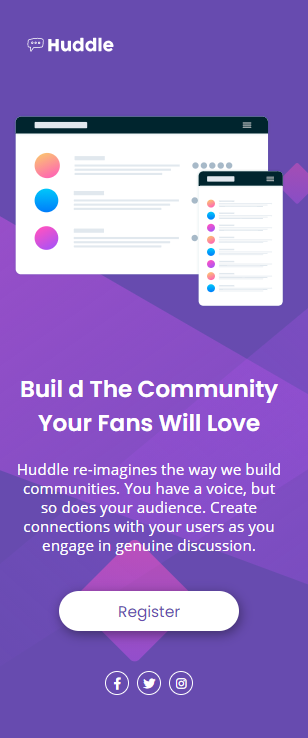 Huddle
Buil d The Community
Your Fans Will Love
Huddle re-imagines the way we build
communities. You have a voice, but
so does your audience. Create
connections with your users as you
engage in genuine discussion.
Register